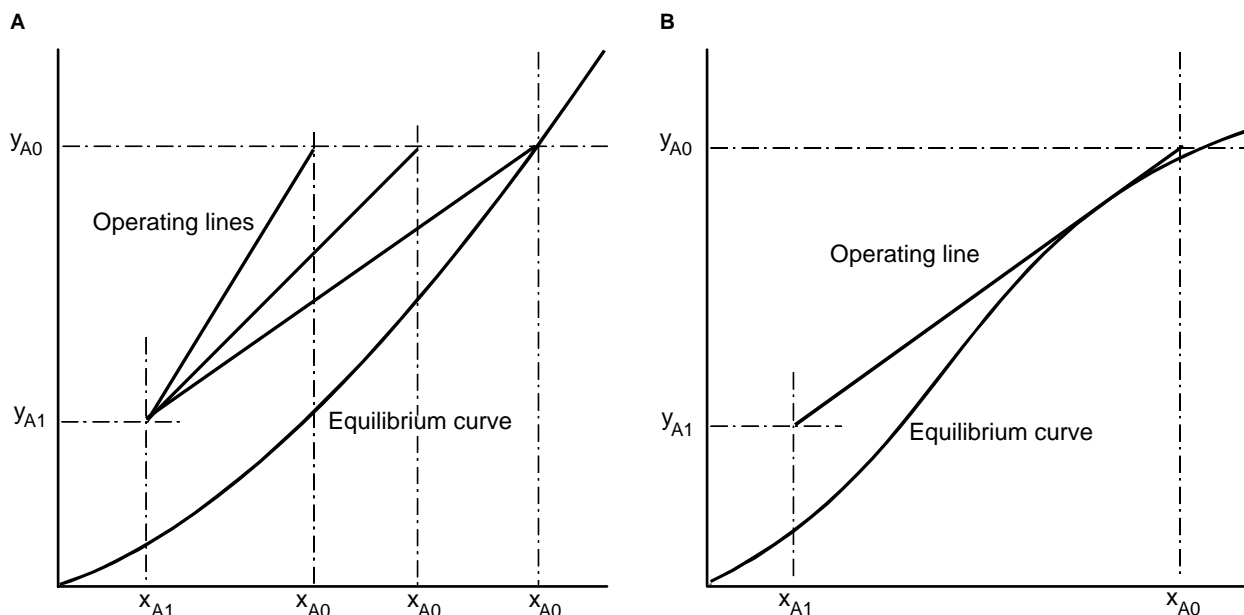 A
y_A0
Operating lines
y_A1
Equilibrium curve
x_A1 x_A0 x_A0 x_A0
B
y_A0
Operating line
y_A1
Equilibrium curve
x_A1 x_A0